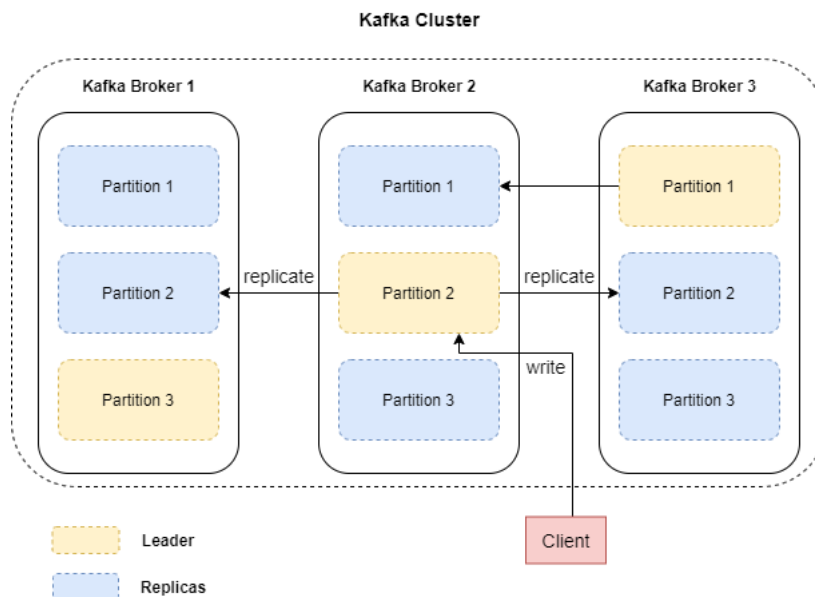 Kafka Cluster
Kafka Broker 1
Kafka Broker 2
Kafka Broker 3
Partition 1
Partition 1
Partition 1
replicate
replicate
Partition 2
Partition 2
Partition 2
write
Partition 3
Partition 3
Partition 3
Leader
Client
Replicas